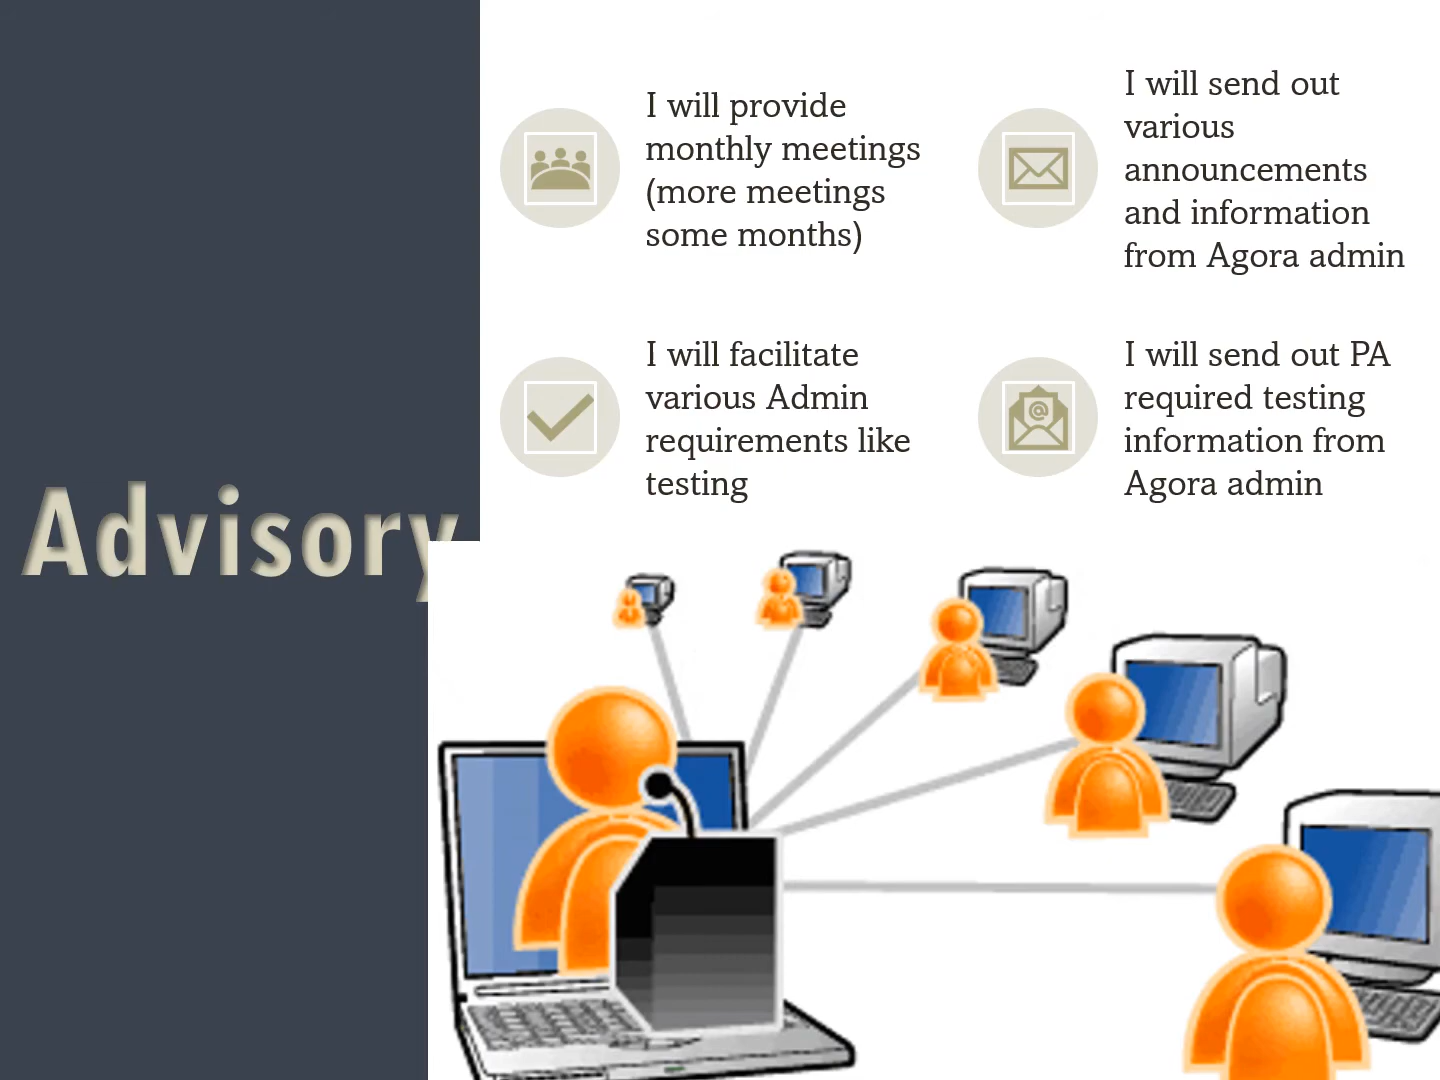 Advisory
I will provide
monthly meetings
(more meetings
some months)
I will send out
various
announcements
and information
from Agora admin
I will facilitate
various Admin
requirements like
testing
@
I will send out PA
required testing
information from
Agora admin